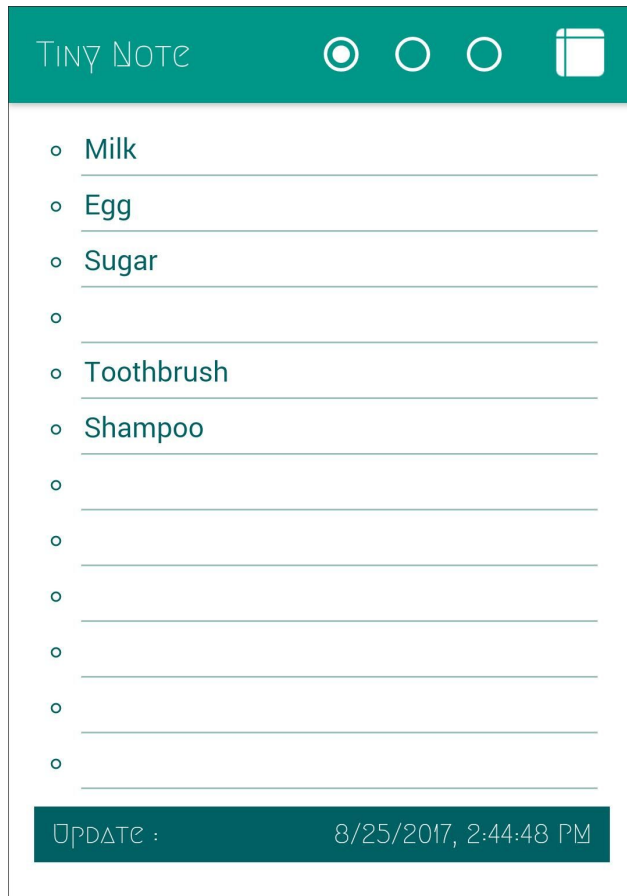 Tiny Note
Milk
Egg
Sugar
Toothbrush
Shampoo
Update : 8/25/2017, 2:44:48 PM